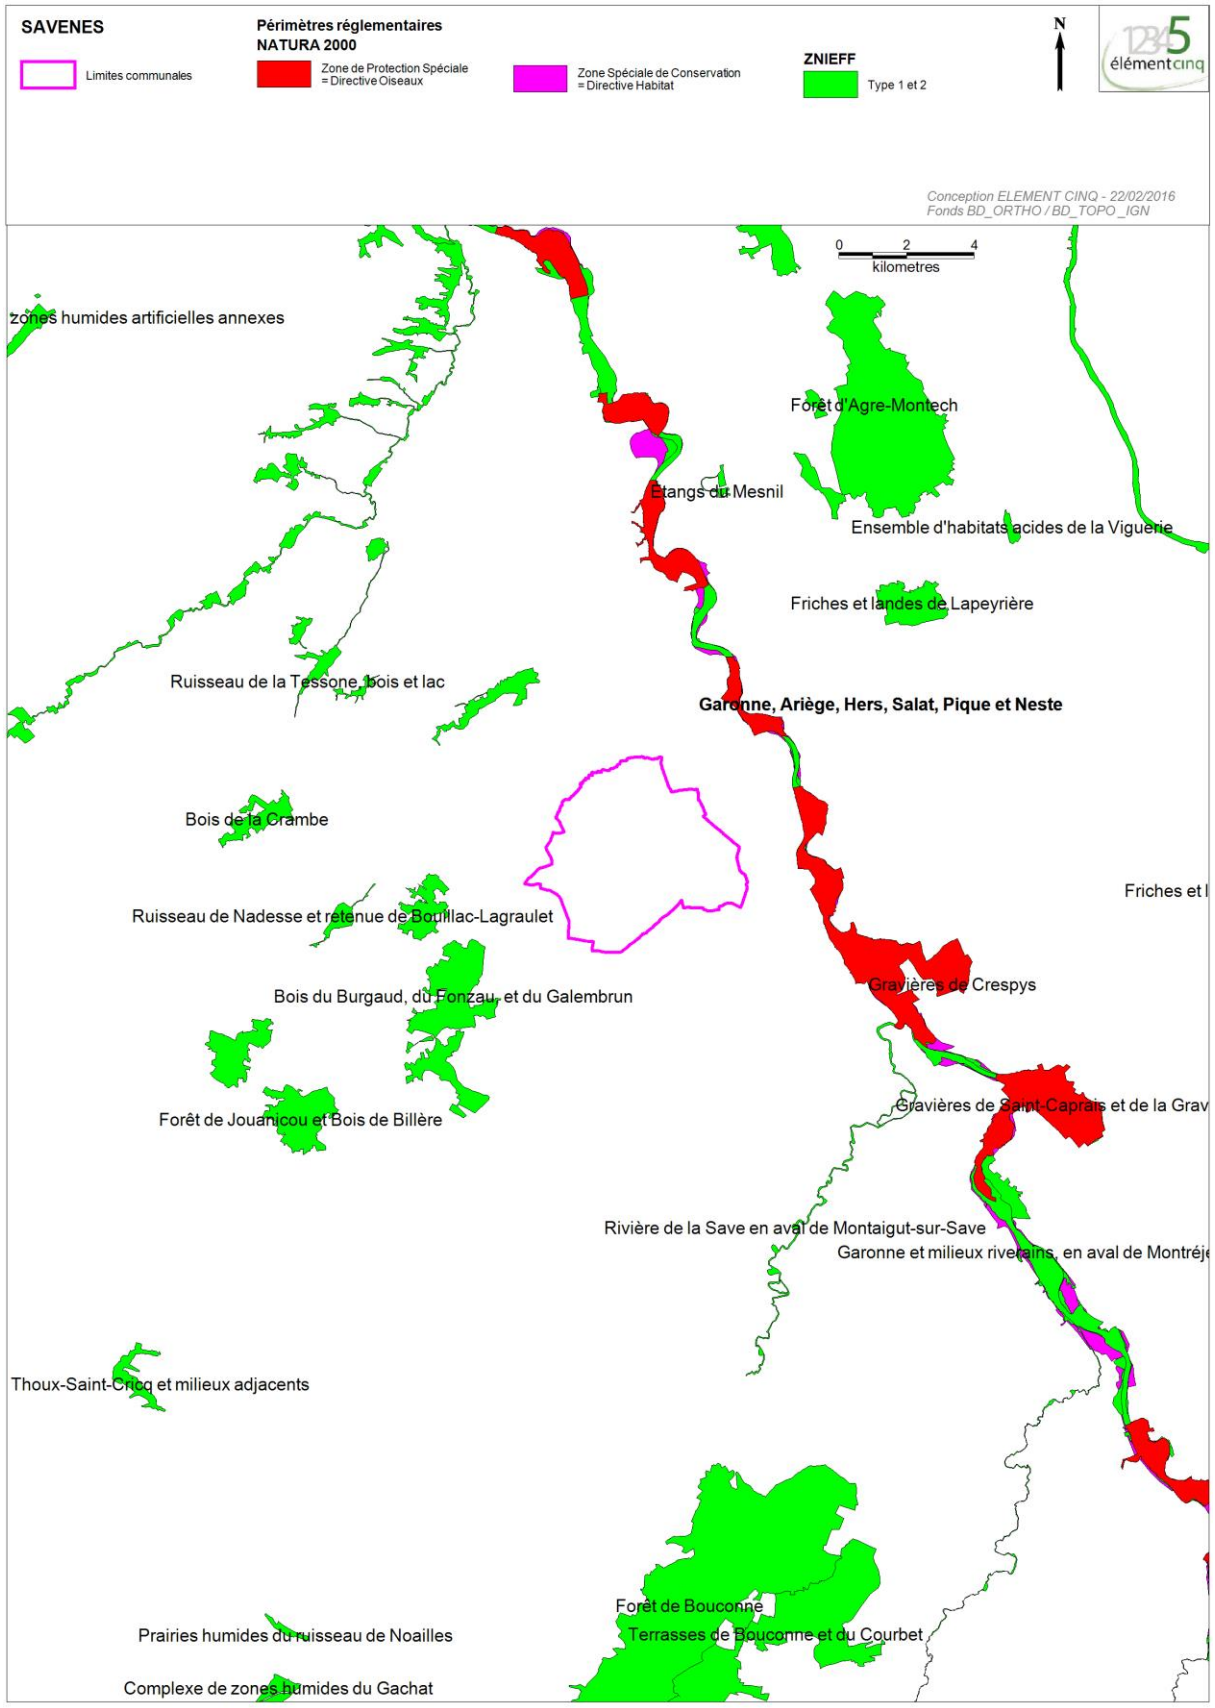 SAVENES
Limites communales
Périmètres réglementaires
NATURA 2000
Zone de Protection Spéciale
= Directive Oiseaux
Zone Spéciale de Conservation
= Directive Habitat
ZNIEFF
Type 1 et 2
N
12345
élémentcinq
Conception ELEMENT CINQ - 22/02/2016
Fonds BD_ORTHO / BD_TOPO _IGN
0 2 4
kilometres
zones humides artificielles annexes
Forêt d'Agre-Montech
Etangs du Mesnil
Ensemble d'habitats acides de la Viguerie
Friches et landes de Lapeyrière
Ruisseau de la Tessone, bois et lac
Garonne, Ariège, Hers, Salat, Pique et Neste
Bois de la Crambe
Friches et l
Ruisseau de Nadesse et retenue de Bouillac-Lagraulet
Gravières de Crespys
Bois du Burgaud, du Fonzau, et du Galembrun
Gravières de Saint-Caprais et de la Grav
Forêt de Jouanicou et Bois de Billère
Rivière de la Save en aval de Montaigut-sur-Save
Garonne et milieux riverains, en aval de Montréje
Thoux-Saint-Cricq et milieux adjacents
Forêt de Bouconne
Terrasses de Bouconne et du Courbet
Prairies humides du ruisseau de Noailles
Complexe de zones humides du Gachat